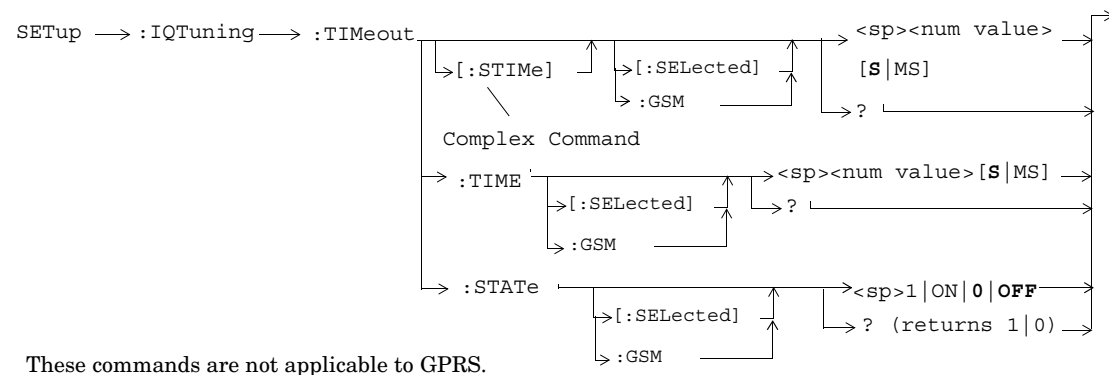 SETup :IQTuning :TIMeout <sp><num value>
[:STIMe] [:SELected] [S|MS]
:GSM ?
Complex Command
:TIME <sp><num value>[S|MS]
[:SELected] ?
:GSM
:STATe <sp>1|ON|0|OFF
[:SELected] ? (returns 1|0)
:GSM
These commands are not applicable to GPRS.